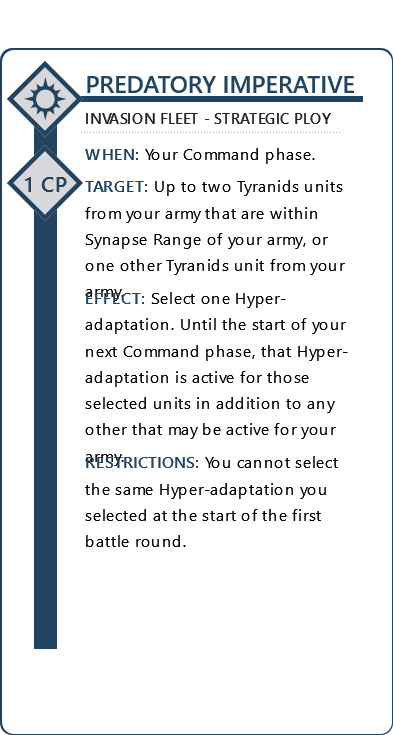 PREDATORY IMPERATIVE
INVASION FLEET - STRATEGIC PLOY
WHEN: Your Command phase.
1 CP
TARGET: Up to two Tyranids units
from your army that are within
Synapse Range of your army, or
one other Tyranids unit from your
army.
EFFECT: Select one Hyper-
adaptation. Until the start of your
next Command phase, that Hyper-
adaptation is active for those
selected units in addition to any
other that may be active for your
army.
RESTRICTIONS: You cannot select
the same Hyper-adaptation you
selected at the start of the first
battle round.